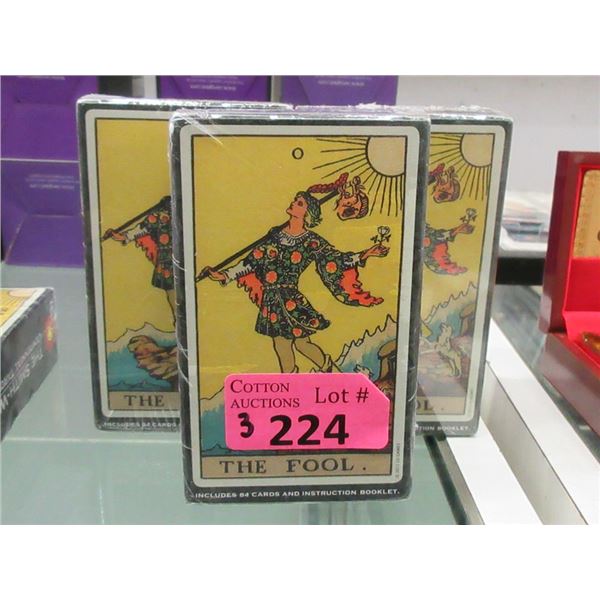 0
COTTON
AUCTIONS
Lot #
3
224
THE FOOL.
INCLUDES 84 CARDS AND INSTRUCTION BOOKLET.
THE
INCLUDES 84 CARDS
OL.
BOOKLET.